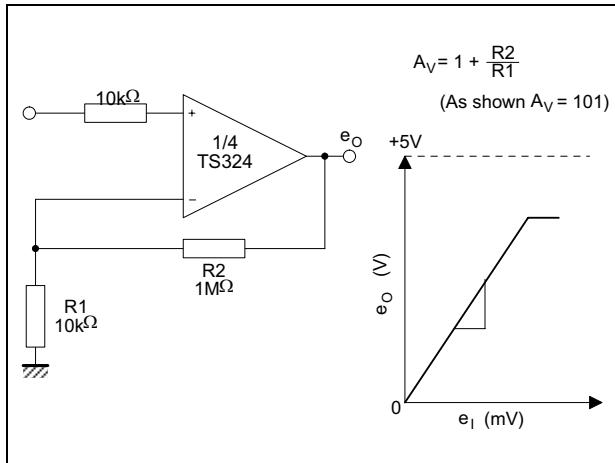 A_V = 1 + R2/R1
(As shown A_V = 101)
10kΩ
+
1/4
TS324
−
e_O
R2
1MΩ
R1
10kΩ
+5V
e_O (V)
0
e_I (mV)